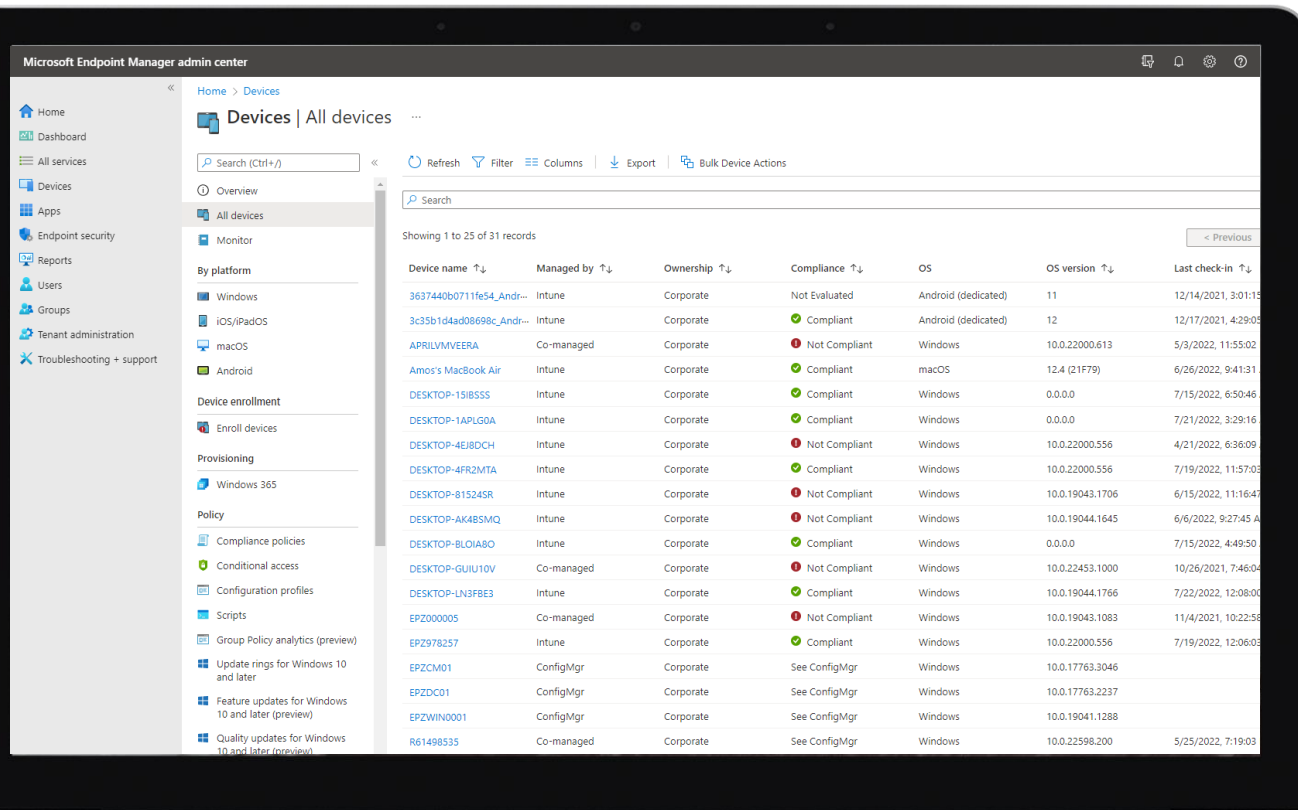 Microsoft Endpoint Manager admin center
Home
Dashboard
All services
Devices
Apps
Endpoint security
Reports
Users
Groups
Tenant administration
Troubleshooting + support
Home > Devices
Devices | All devices ...
Search (Ctrl+/)
Overview
All devices
Monitor
By platform
Windows
iOS/iPadOS
macOS
Android
Device enrollment
Enroll devices
Provisioning
Windows 365
Policy
Compliance policies
Conditional access
Configuration profiles
Scripts
Group Policy analytics (preview)
Update rings for Windows 10
and later
Feature updates for Windows
10 and later (preview)
Quality updates for Windows
10 and later (preview)
Refresh Filter Columns Export Bulk Device Actions
Search
Showing 1 to 25 of 31 records
< Previous
Device name Managed by Ownership Compliance OS OS version Last check-in
3637440b0711fe54_Andr... Intune Corporate Not Evaluated Android (dedicated) 11 12/14/2021, 3:01:15
3c35b1d4ad08698c_Andr... Intune Corporate Compliant Android (dedicated) 12 12/17/2021, 4:29:05
APRILVMVEERA Co-managed Corporate Not Compliant Windows 10.0.22000.613 5/3/2022, 11:55:02
Amos's MacBook Air Intune Corporate Compliant macOS 12.4 (21F79) 6/26/2022, 9:41:31
DESKTOP-15IBSSS Intune Corporate Compliant Windows 0.0.0.0 7/15/2022, 6:50:46
DESKTOP-1APLG0A Intune Corporate Compliant Windows 0.0.0.0 7/21/2022, 3:29:16
DESKTOP-4EJ8DCH Intune Corporate Not Compliant Windows 10.0.22000.556 4/21/2022, 6:36:09
DESKTOP-4FR2MTA Intune Corporate Compliant Windows 10.0.22000.556 7/19/2022, 11:57:03
DESKTOP-81524SR Intune Corporate Not Compliant Windows 10.0.19043.1706 6/15/2022, 11:16:47
DESKTOP-AK4BSMQ Intune Corporate Not Compliant Windows 10.0.19044.1645 6/6/2022, 9:27:45 A
DESKTOP-BLOIA8O Intune Corporate Compliant Windows 0.0.0.0 7/15/2022, 4:49:50
DESKTOP-GUIU10V Co-managed Corporate Not Compliant Windows 10.0.22453.1000 10/26/2021, 7:46:04
DESKTOP-LN3FBE3 Intune Corporate Compliant Windows 10.0.19044.1766 7/22/2022, 12:08:00
EPZ000005 Co-managed Corporate Not Compliant Windows 10.0.19043.1083 11/4/2021, 10:22:58
EPZ978257 Intune Corporate Compliant Windows 10.0.22000.556 7/19/2022, 12:06:03
EPZCM01 ConfigMgr Corporate See ConfigMgr Windows 10.0.17763.3046
EPZDC01 ConfigMgr Corporate See ConfigMgr Windows 10.0.17763.2237
EPZWIN0001 ConfigMgr Corporate See ConfigMgr Windows 10.0.19041.1288
R61498535 Co-managed Corporate See ConfigMgr Windows 10.0.22598.200 5/25/2022, 7:19:03